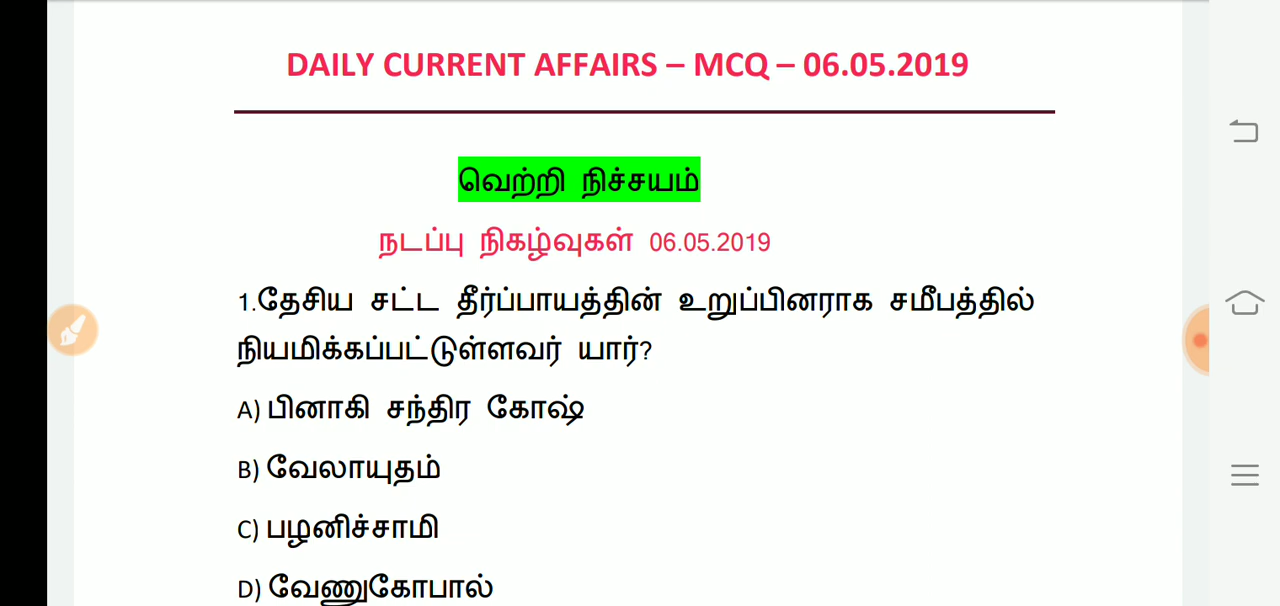 DAILY CURRENT AFFAIRS – MCQ – 06.05.2019
வெற்றி நிச்சயம்
நடப்பு நிகழ்வுகள் 06.05.2019
1.தேசிய சட்ட தீர்ப்பாயத்தின் உறுப்பினராக சமீபத்தில்
நியமிக்கப்பட்டுள்ளவர் யார்?
A) பினாகி சந்திர கோஷ்
B) வேலாயுதம்
C) பழனிச்சாமி
D) வேணுகோபால்